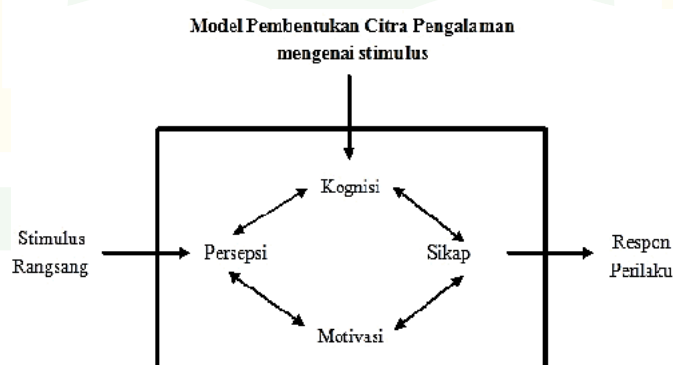 Model Pembentukan Citra Pengalaman
mengenai stimulus
Kognisi
Stimulus
Rangsang
Persepsi
Sikap
Respon
Perilaku
Motivasi